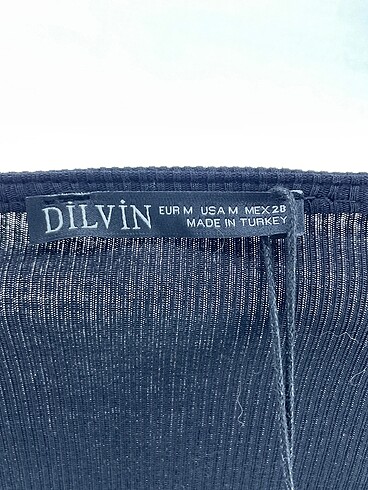 DİLVİN
EUR M USA M MEX 28
MADE IN TURKEY